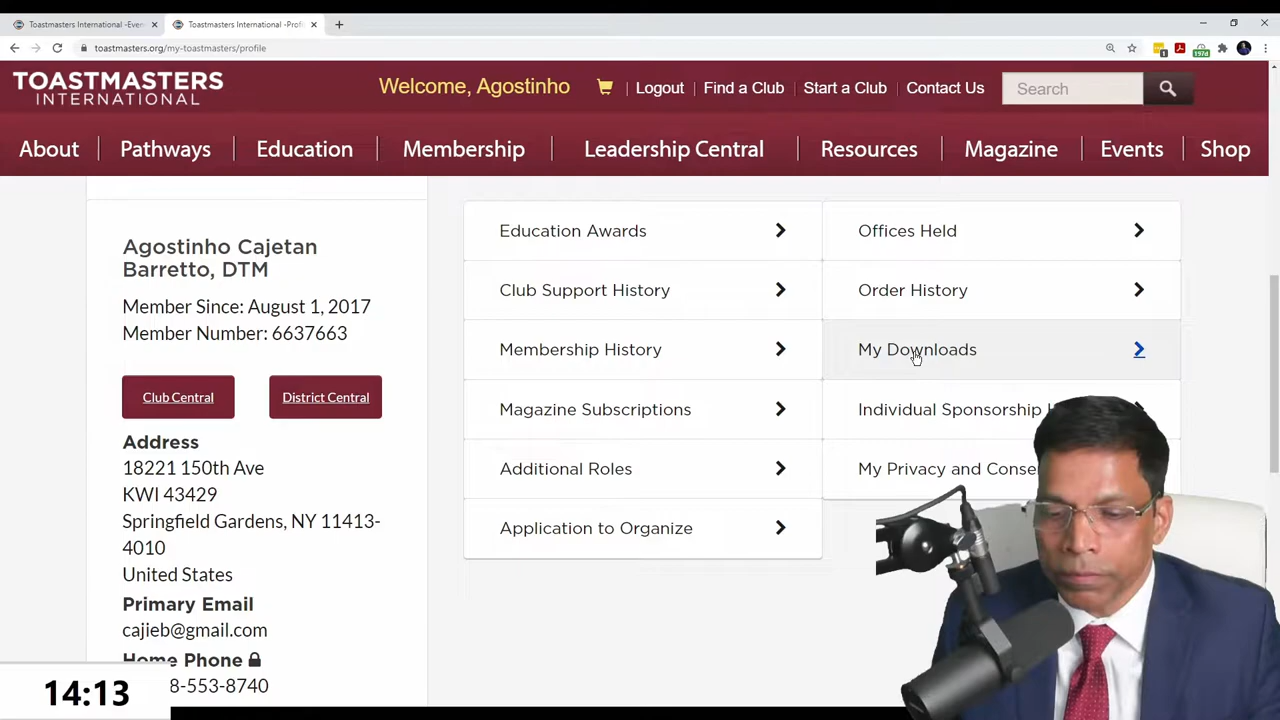 Toastmasters International -Even
Toastmasters International -Profi
toastmasters.org/my-toastmasters/profile
197d
TOASTMASTERS
INTERNATIONAL
Welcome, Agostinho
Logout
Find a Club
Start a Club
Contact Us
Search
About
Pathways
Education
Membership
Leadership Central
Resources
Magazine
Events
Shop
Agostinho Cajetan
Barretto, DTM
Member Since: August 1, 2017
Member Number: 6637663
Club Central
District Central
Address
18221 150th Ave
KWI 43429
Springfield Gardens, NY 11413-
4010
United States
Primary Email
cajieb@gmail.com
Home Phone
8-553-8740
Education Awards
Club Support History
Membership History
Magazine Subscriptions
Additional Roles
Application to Organize
Offices Held
Order History
My Downloads
Individual Sponsorship
My Privacy and Conse
14:13